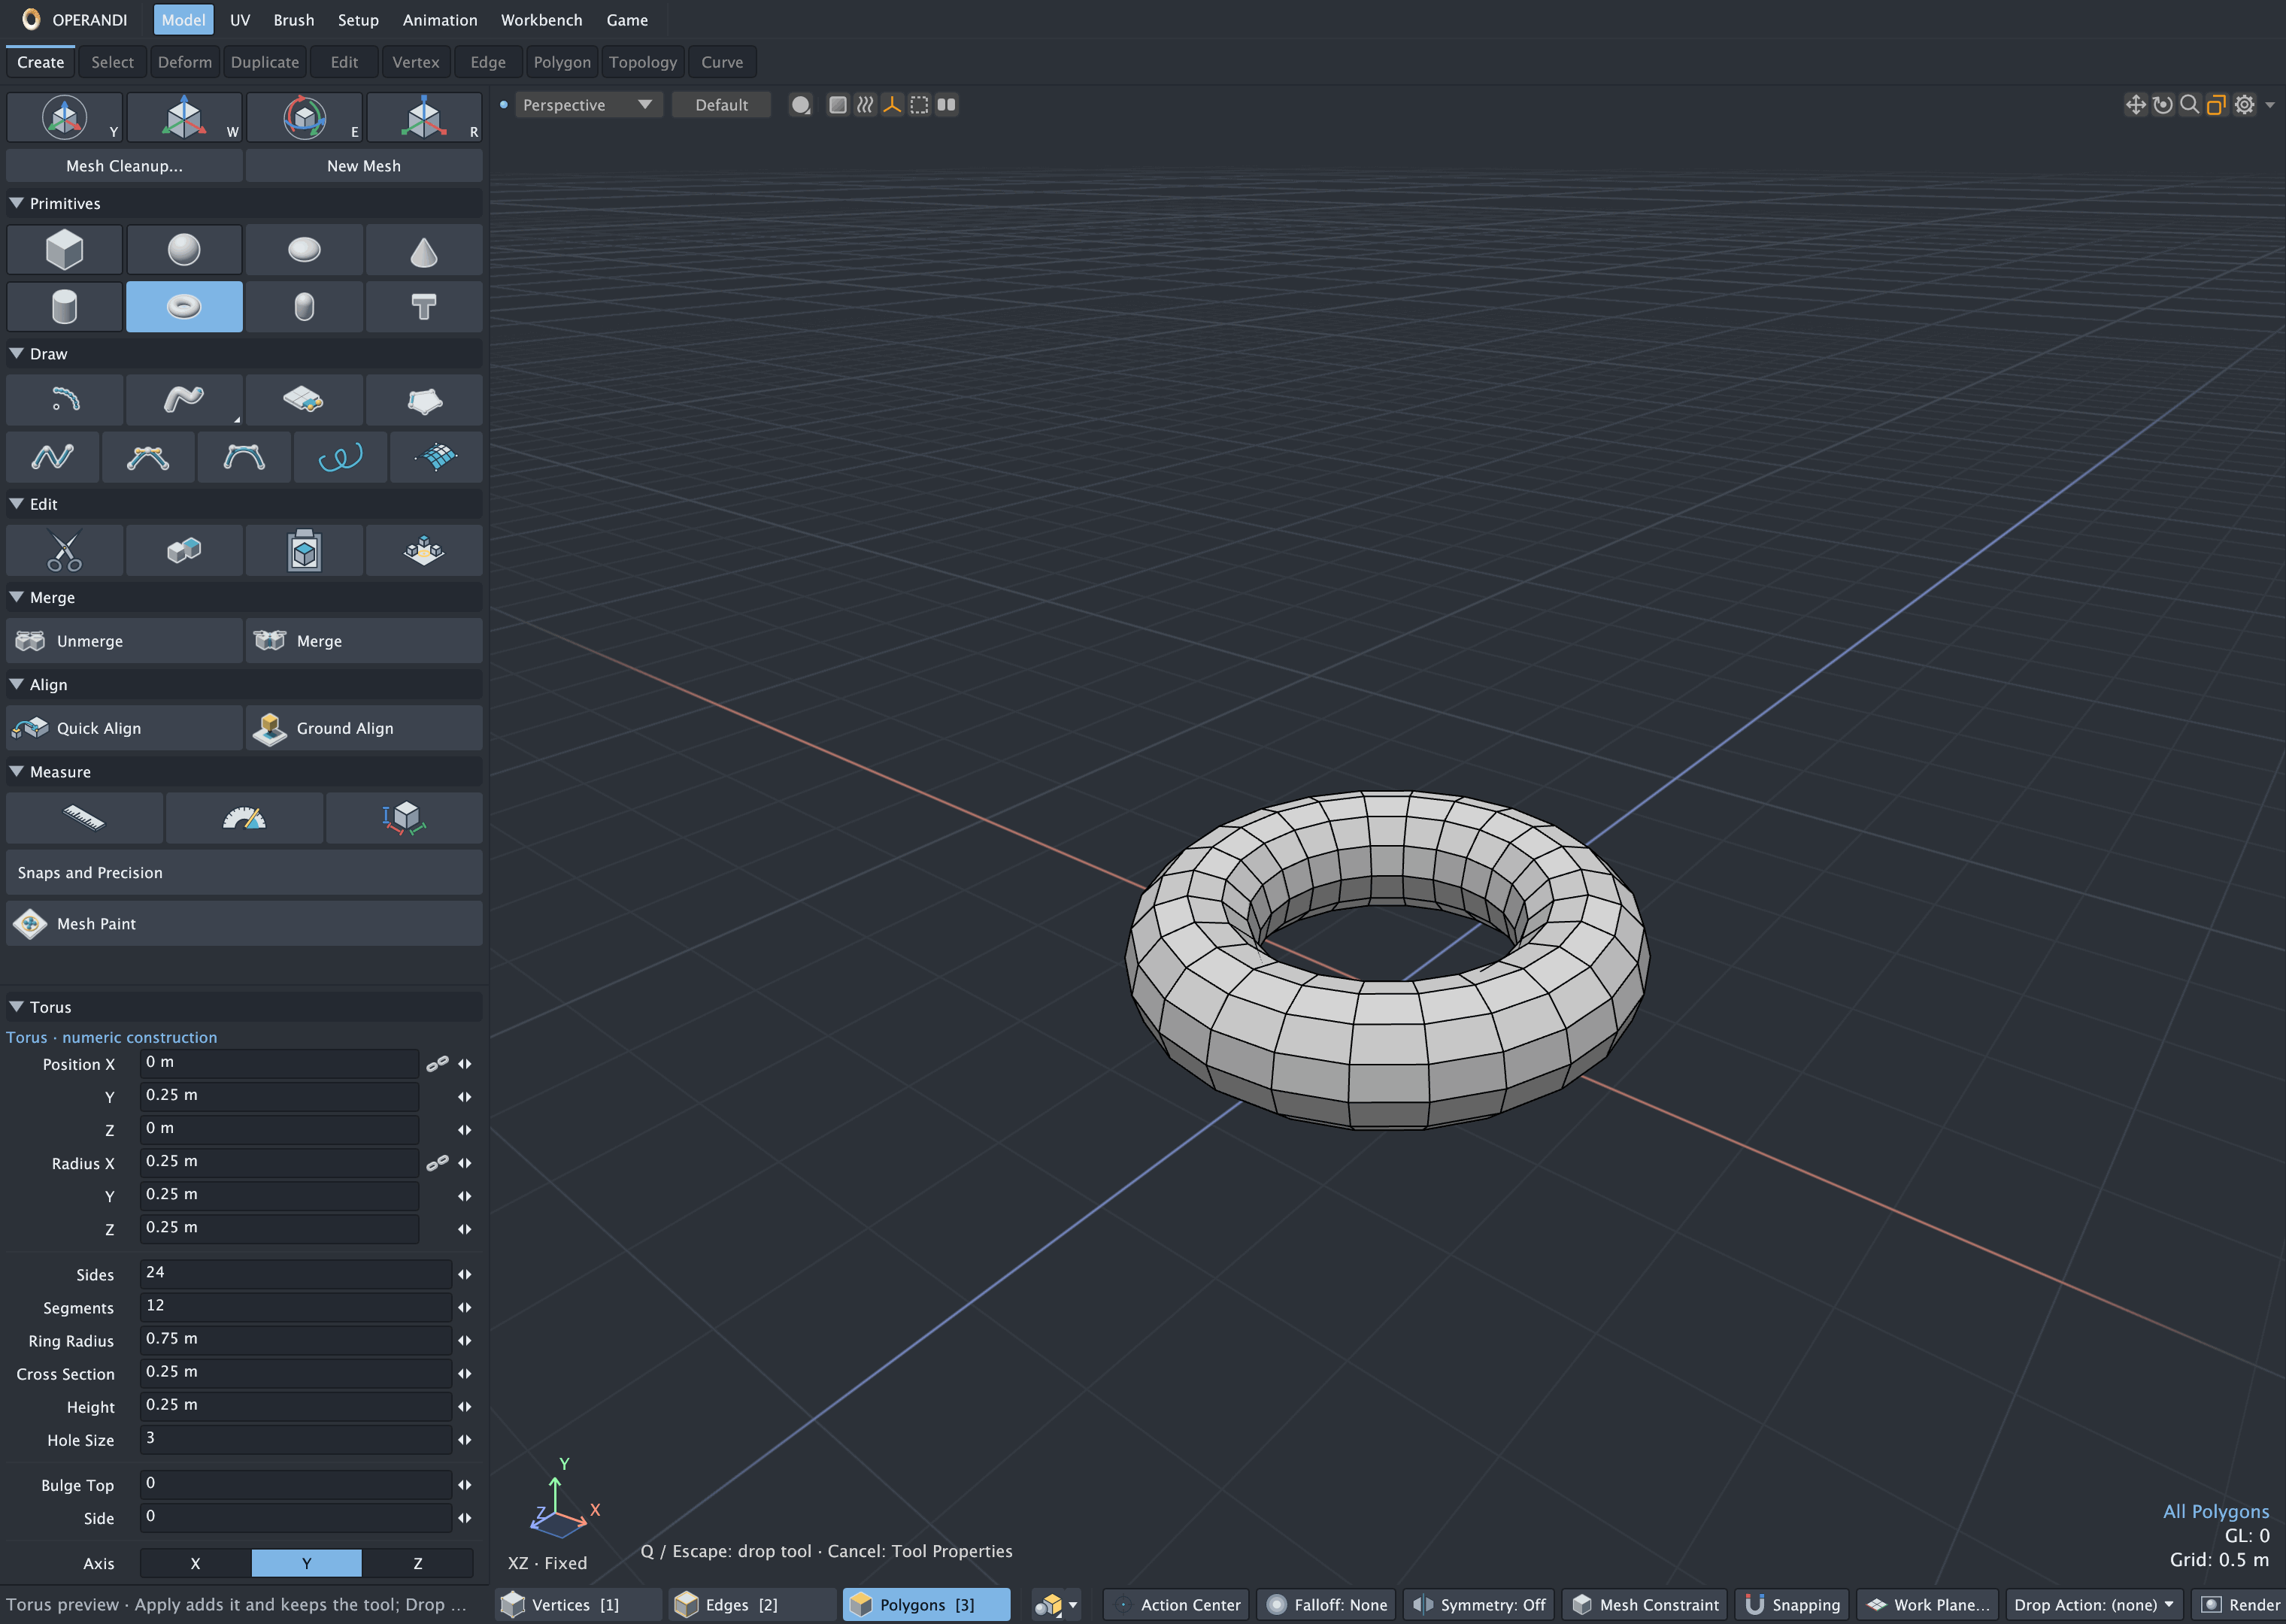 OPERANDI Model UV Brush Setup Animation Workbench Game
Create Select Deform Duplicate Edit Vertex Edge Polygon Topology Curve
Y W E R
Perspective Default
Mesh Cleanup... New Mesh
Primitives
Draw
Edit
Merge
Unmerge Merge
Align
Quick Align Ground Align
Measure
Snaps and Precision
Mesh Paint
Torus
Torus · numeric construction
Position X 0 m
Y 0.25 m
Z 0 m
Radius X 0.25 m
Y 0.25 m
Z 0.25 m
Sides 24
Segments 12
Ring Radius 0.75 m
Cross Section 0.25 m
Height 0.25 m
Hole Size 3
Bulge Top 0
Side 0
Axis X Y Z
Y
Z X
XZ · Fixed
Q / Escape: drop tool · Cancel: Tool Properties
All Polygons
GL: 0
Grid: 0.5 m
Torus preview · Apply adds it and keeps the tool; Drop ...
Vertices [1] Edges [2] Polygons [3] Action Center Falloff: None Symmetry: Off Mesh Constraint Snapping Work Plane... Drop Action: (none) Render